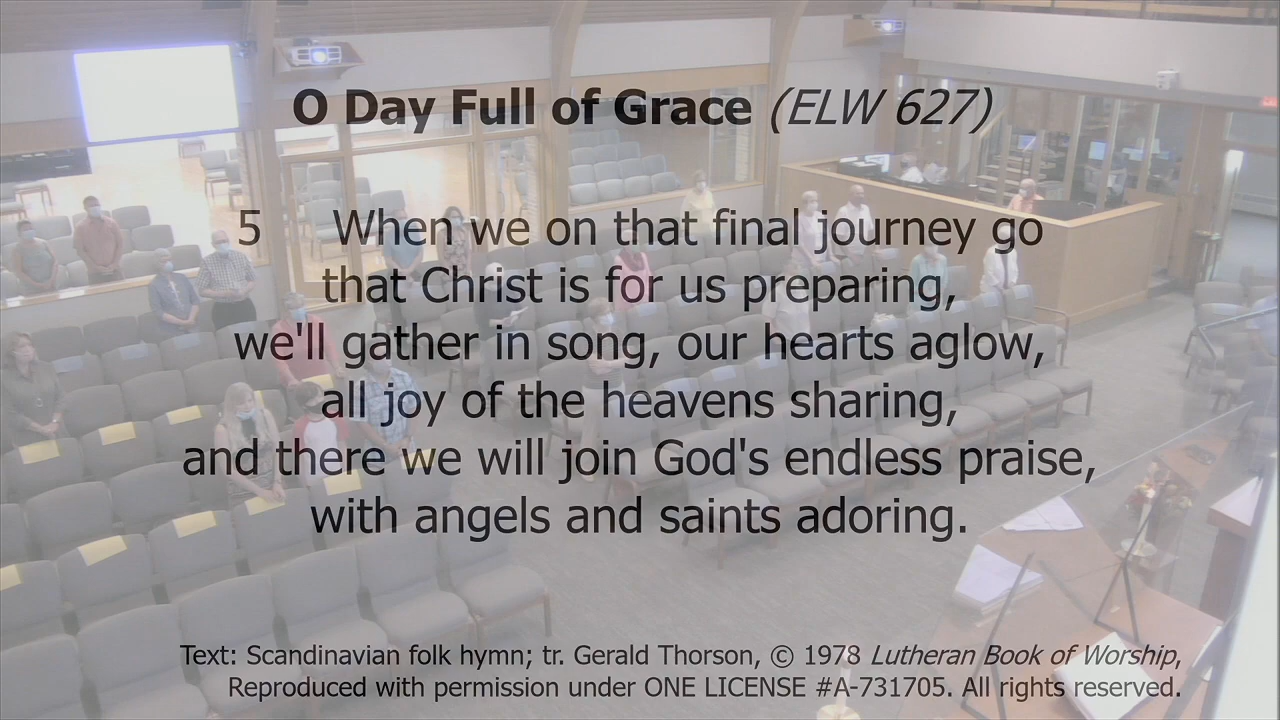 O Day Full of Grace (ELW 627)
5 When we on that final journey go
that Christ is for us preparing,
we'll gather in song, our hearts aglow,
all joy of the heavens sharing,
and there we will join God's endless praise,
with angels and saints adoring.
Text: Scandinavian folk hymn; tr. Gerald Thorson, © 1978 Lutheran Book of Worship,
Reproduced with permission under ONE LICENSE #A-731705. All rights reserved.